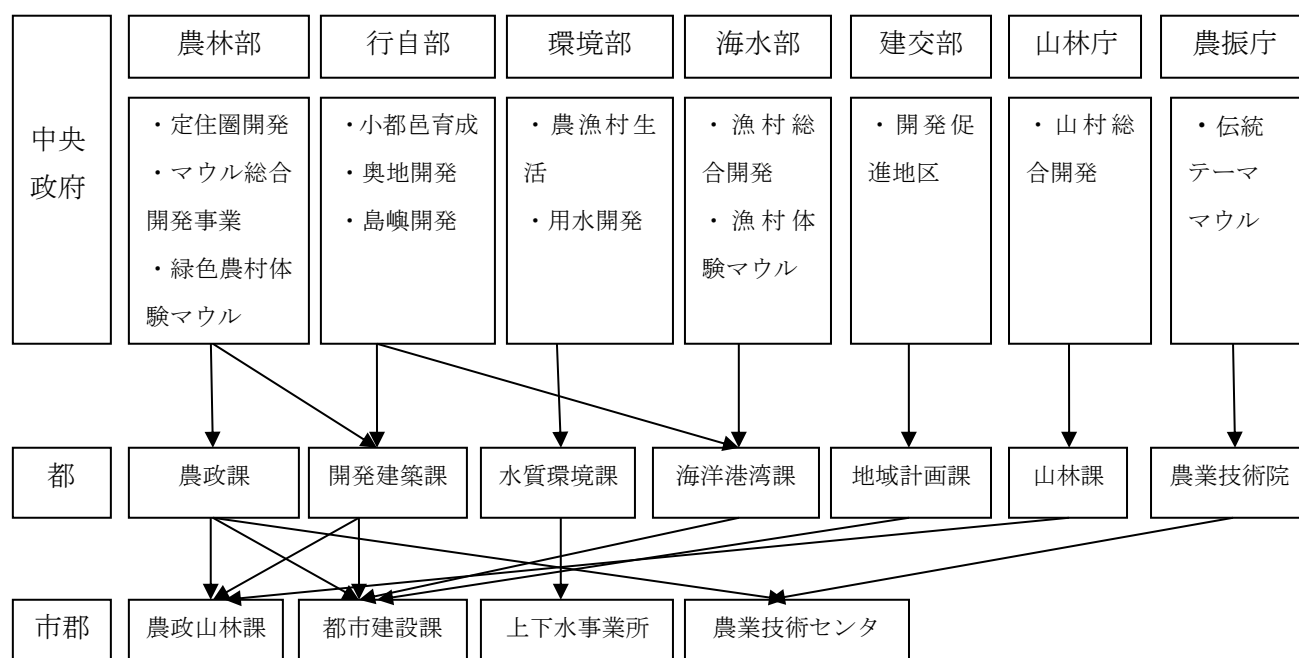 農林部
行自部
環境部
海水部
建交部
山林庁
農振庁
中央
政府
・定住圏開発
・マウル総合
開発事業
・緑色農村体
験マウル
・小都邑育成
・奥地開発
・島嶼開発
・農漁村生
活
・用水開発
・漁村総
合開発
・漁村体
験マウル
・開発促
進地区
・山村総
合開発
・伝統
テーマ
マウル
都
農政課
開発建築課
水質環境課
海洋港湾課
地域計画課
山林課
農業技術院
市郡
農政山林課
都市建設課
上下水事業所
農業技術センタ